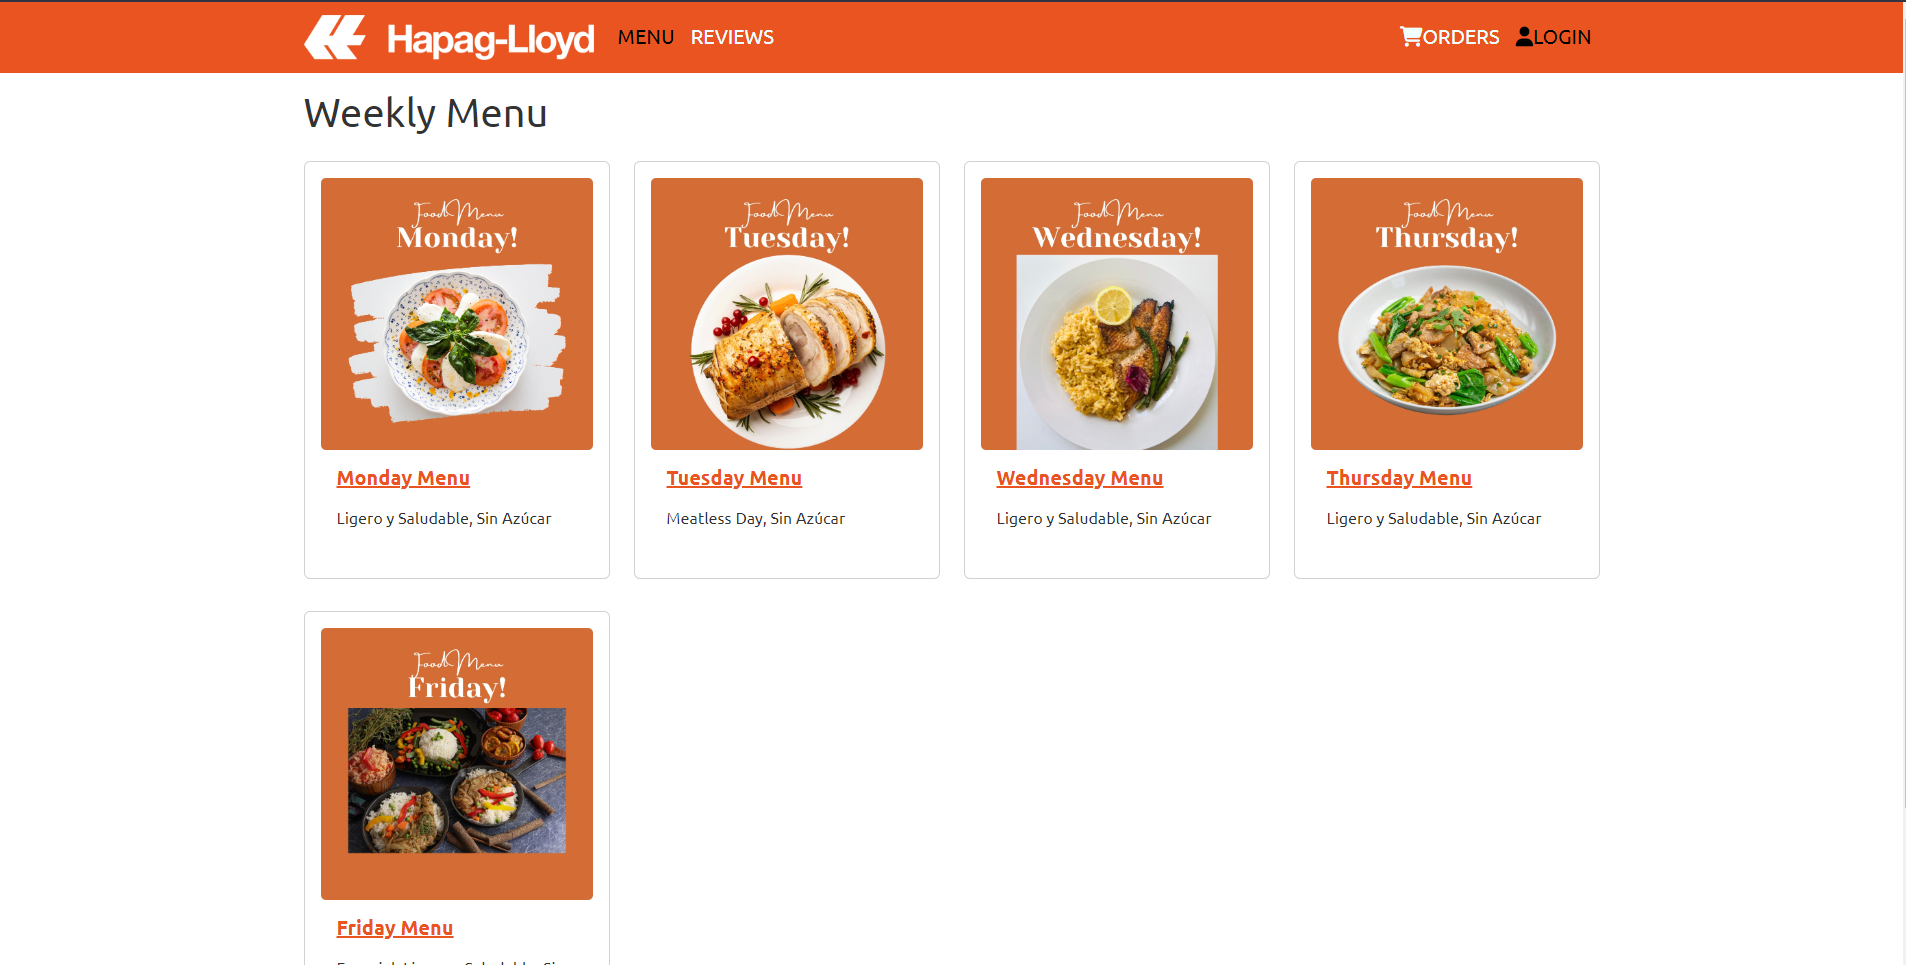 Hapag-Lloyd MENU REVIEWS ORDERS LOGIN
Weekly Menu
Food Menu
Monday!
Food Menu
Tuesday!
Food Menu
Wednesday!
Food Menu
Thursday!
Monday Menu
Ligero y Saludable, Sin Azúcar
Tuesday Menu
Meatless Day, Sin Azúcar
Wednesday Menu
Ligero y Saludable, Sin Azúcar
Thursday Menu
Ligero y Saludable, Sin Azúcar
Food Menu
Friday!
Friday Menu